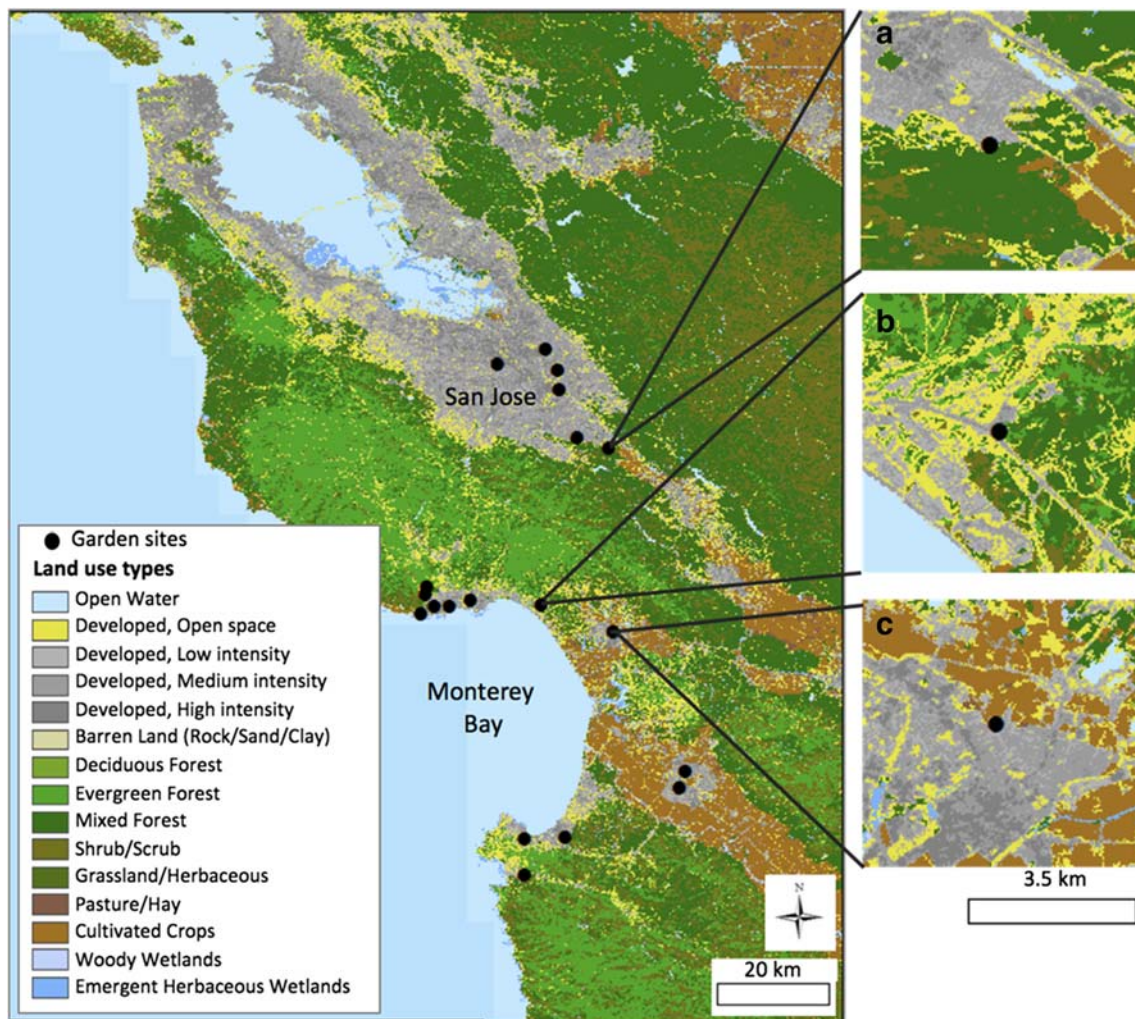 San Jose
Monterey
Bay
Garden sites
Land use types
Open Water
Developed, Open space
Developed, Low intensity
Developed, Medium intensity
Developed, High intensity
Barren Land (Rock/Sand/Clay)
Deciduous Forest
Evergreen Forest
Mixed Forest
Shrub/Scrub
Grassland/Herbaceous
Pasture/Hay
Cultivated Crops
Woody Wetlands
Emergent Herbaceous Wetlands
N
20 km
a
b
c
3.5 km